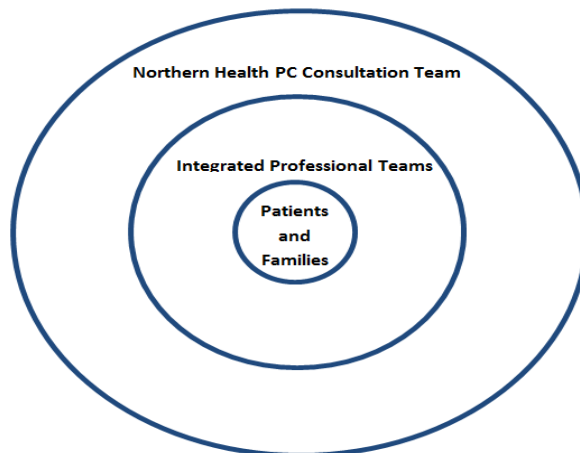 Northern Health PC Consultation Team
Integrated Professional Teams
Patients
and
Families